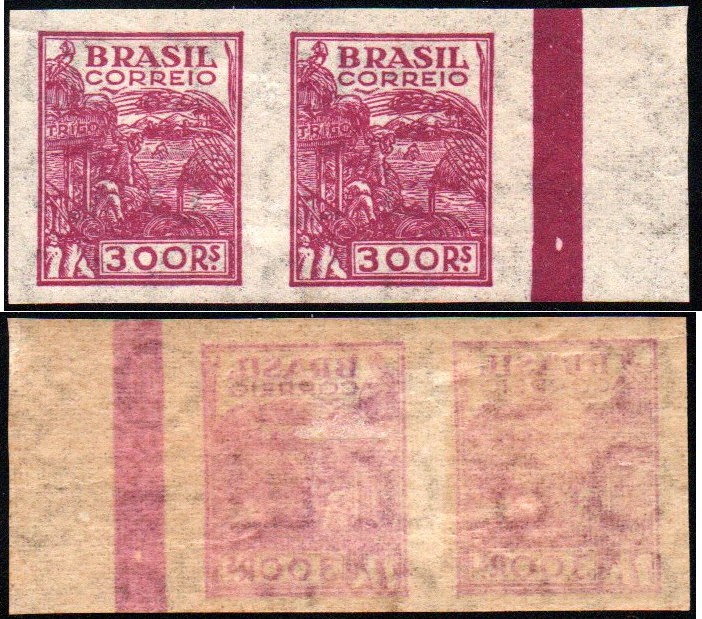 BRASIL
CORREIO
TRIGO
300RS.
BRASIL
CORREIO
TRIGO
300RS.